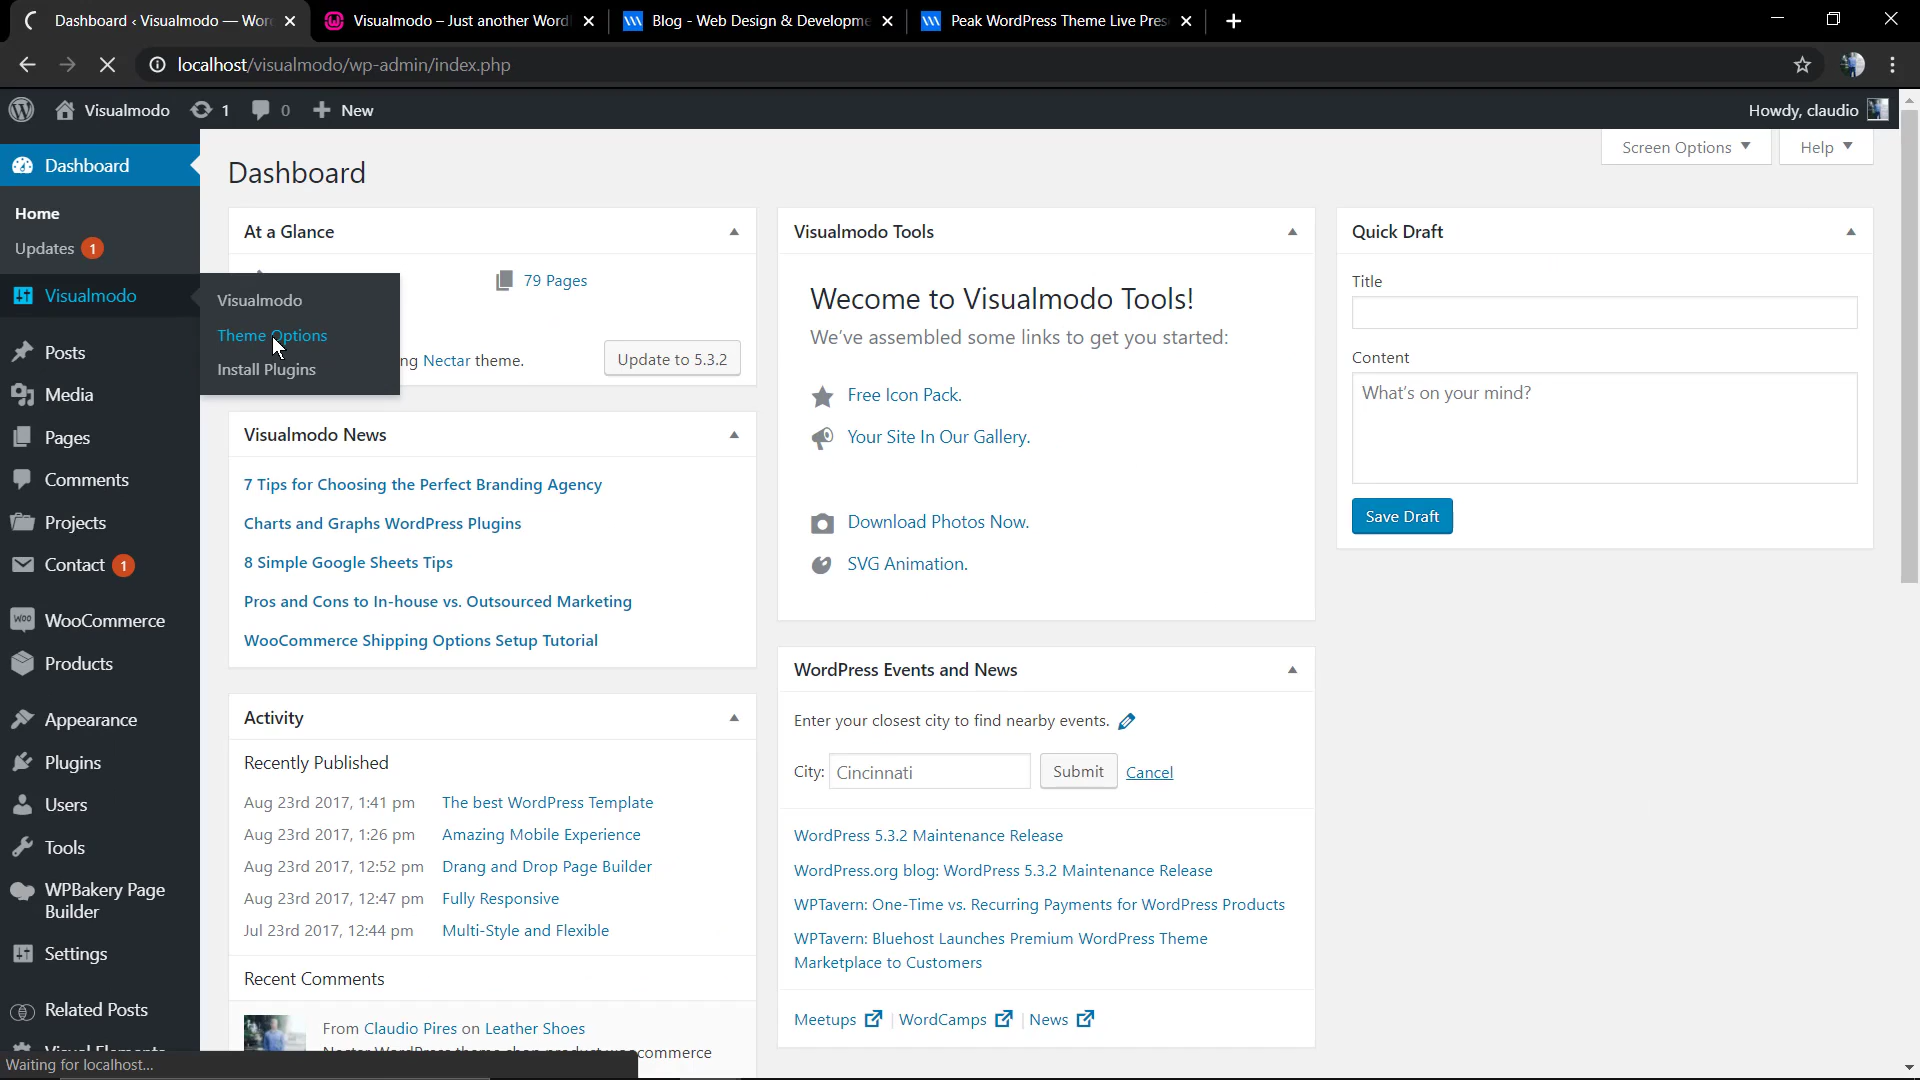 Dashboard ‹ Visualmodo — Wor
Visualmodo – Just another Word
Blog - Web Design & Developme
Peak WordPress Theme Live Pres
localhost/visualmodo/wp-admin/index.php
Visualmodo
1
0
New
Howdy, claudio
Dashboard
Home
Updates 1
Visualmodo
Posts
Media
Pages
Comments
Projects
Contact 1
WooCommerce
Products
Appearance
Plugins
Users
Tools
WPBakery Page
Builder
Settings
Related Posts
Visualmodo
Theme Options
Install Plugins
Screen Options
Help
Dashboard
At a Glance
79 Pages
ng Nectar theme.
Update to 5.3.2
Visualmodo News
7 Tips for Choosing the Perfect Branding Agency
Charts and Graphs WordPress Plugins
8 Simple Google Sheets Tips
Pros and Cons to In-house vs. Outsourced Marketing
WooCommerce Shipping Options Setup Tutorial
Activity
Recently Published
Aug 23rd 2017, 1:41 pm The best WordPress Template
Aug 23rd 2017, 1:26 pm Amazing Mobile Experience
Aug 23rd 2017, 12:52 pm Drang and Drop Page Builder
Aug 23rd 2017, 12:47 pm Fully Responsive
Jul 23rd 2017, 12:44 pm Multi-Style and Flexible
Recent Comments
From Claudio Pires on Leather Shoes
commerce
Visualmodo Tools
Wecome to Visualmodo Tools!
We've assembled some links to get you started:
Free Icon Pack.
Your Site In Our Gallery.
Download Photos Now.
SVG Animation.
WordPress Events and News
Enter your closest city to find nearby events.
City: Cincinnati Submit Cancel
WordPress 5.3.2 Maintenance Release
WordPress.org blog: WordPress 5.3.2 Maintenance Release
WPTavern: One-Time vs. Recurring Payments for WordPress Products
WPTavern: Bluehost Launches Premium WordPress Theme
Marketplace to Customers
Meetups | WordCamps | News
Quick Draft
Title
Content
What's on your mind?
Save Draft
Waiting for localhost...